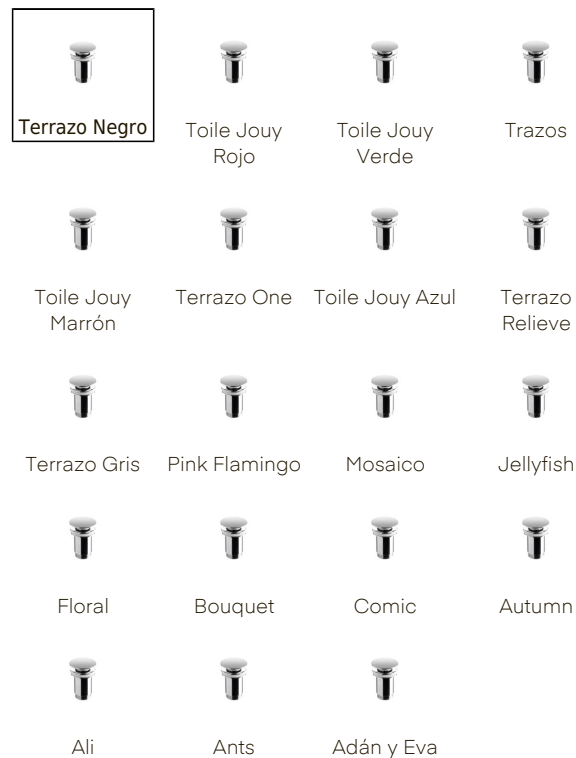 Terrazo Negro
Toile Jouy
Rojo
Toile Jouy
Verde
Trazos
Toile Jouy
Marrón
Terrazo One
Toile Jouy Azul
Terrazo
Relieve
Terrazo Gris
Pink Flamingo
Mosaico
Jellyfish
Floral
Bouquet
Comic
Autumn
Ali
Ants
Adán y Eva